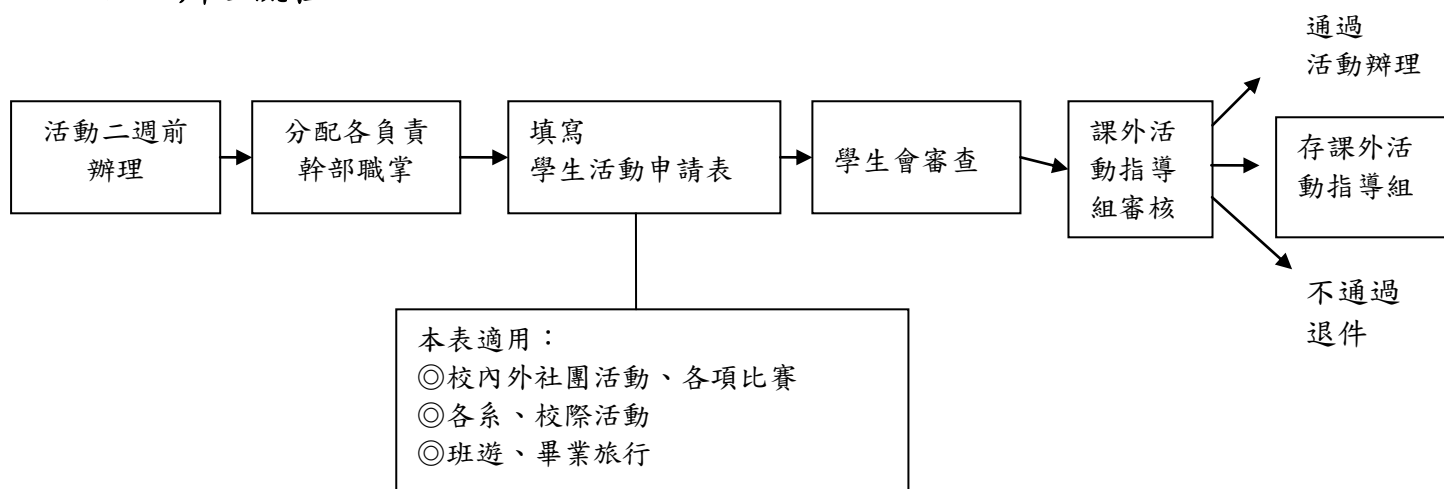 活動二週前
辦理
分配各負責
幹部職掌
填寫
學生活動申請表
學生會審查
課外活
動指導
組審核
通過
活動辦理
存課外活
動指導組
不通過
退件
本表適用：
◎校內外社團活動、各項比賽
◎各系、校際活動
◎班遊、畢業旅行